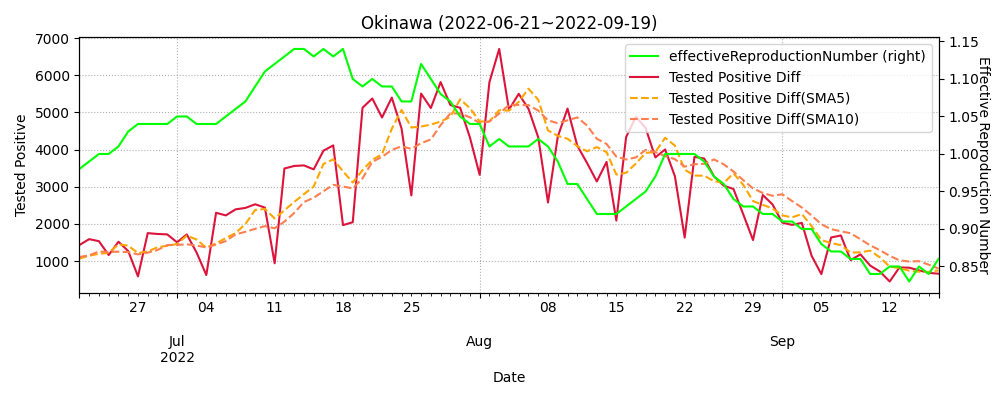 Okinawa (2022-06-21~2022-09-19)
effectiveReproductionNumber (right)
Tested Positive Diff
Tested Positive Diff(SMA5)
Tested Positive Diff(SMA10)
Tested Positive
7000
6000
5000
4000
3000
2000
1000
1.15
1.10
1.05
1.00
0.95
0.90
0.85
Effective Reproduction Number
27 04 11 18 25 08 15 22 29 05 12
Jul Aug Sep
2022
Date